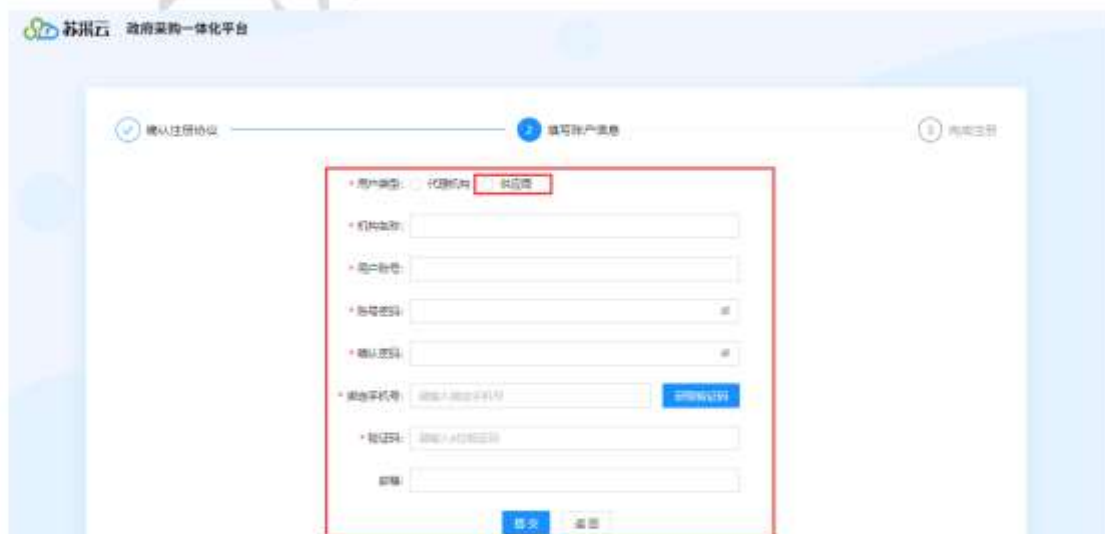 苏采云 政府采购一体化平台
确认注册协议 2 填写账户信息 3 完成注册
* 用户类型: 代理机构 供应商
* 机构名称:
* 用户账号:
* 账号密码:
* 确认密码:
* 绑定手机号: 请输入绑定手机号 获取验证码
* 验证码: 请输入6位验证码
邮箱:
提交 返回